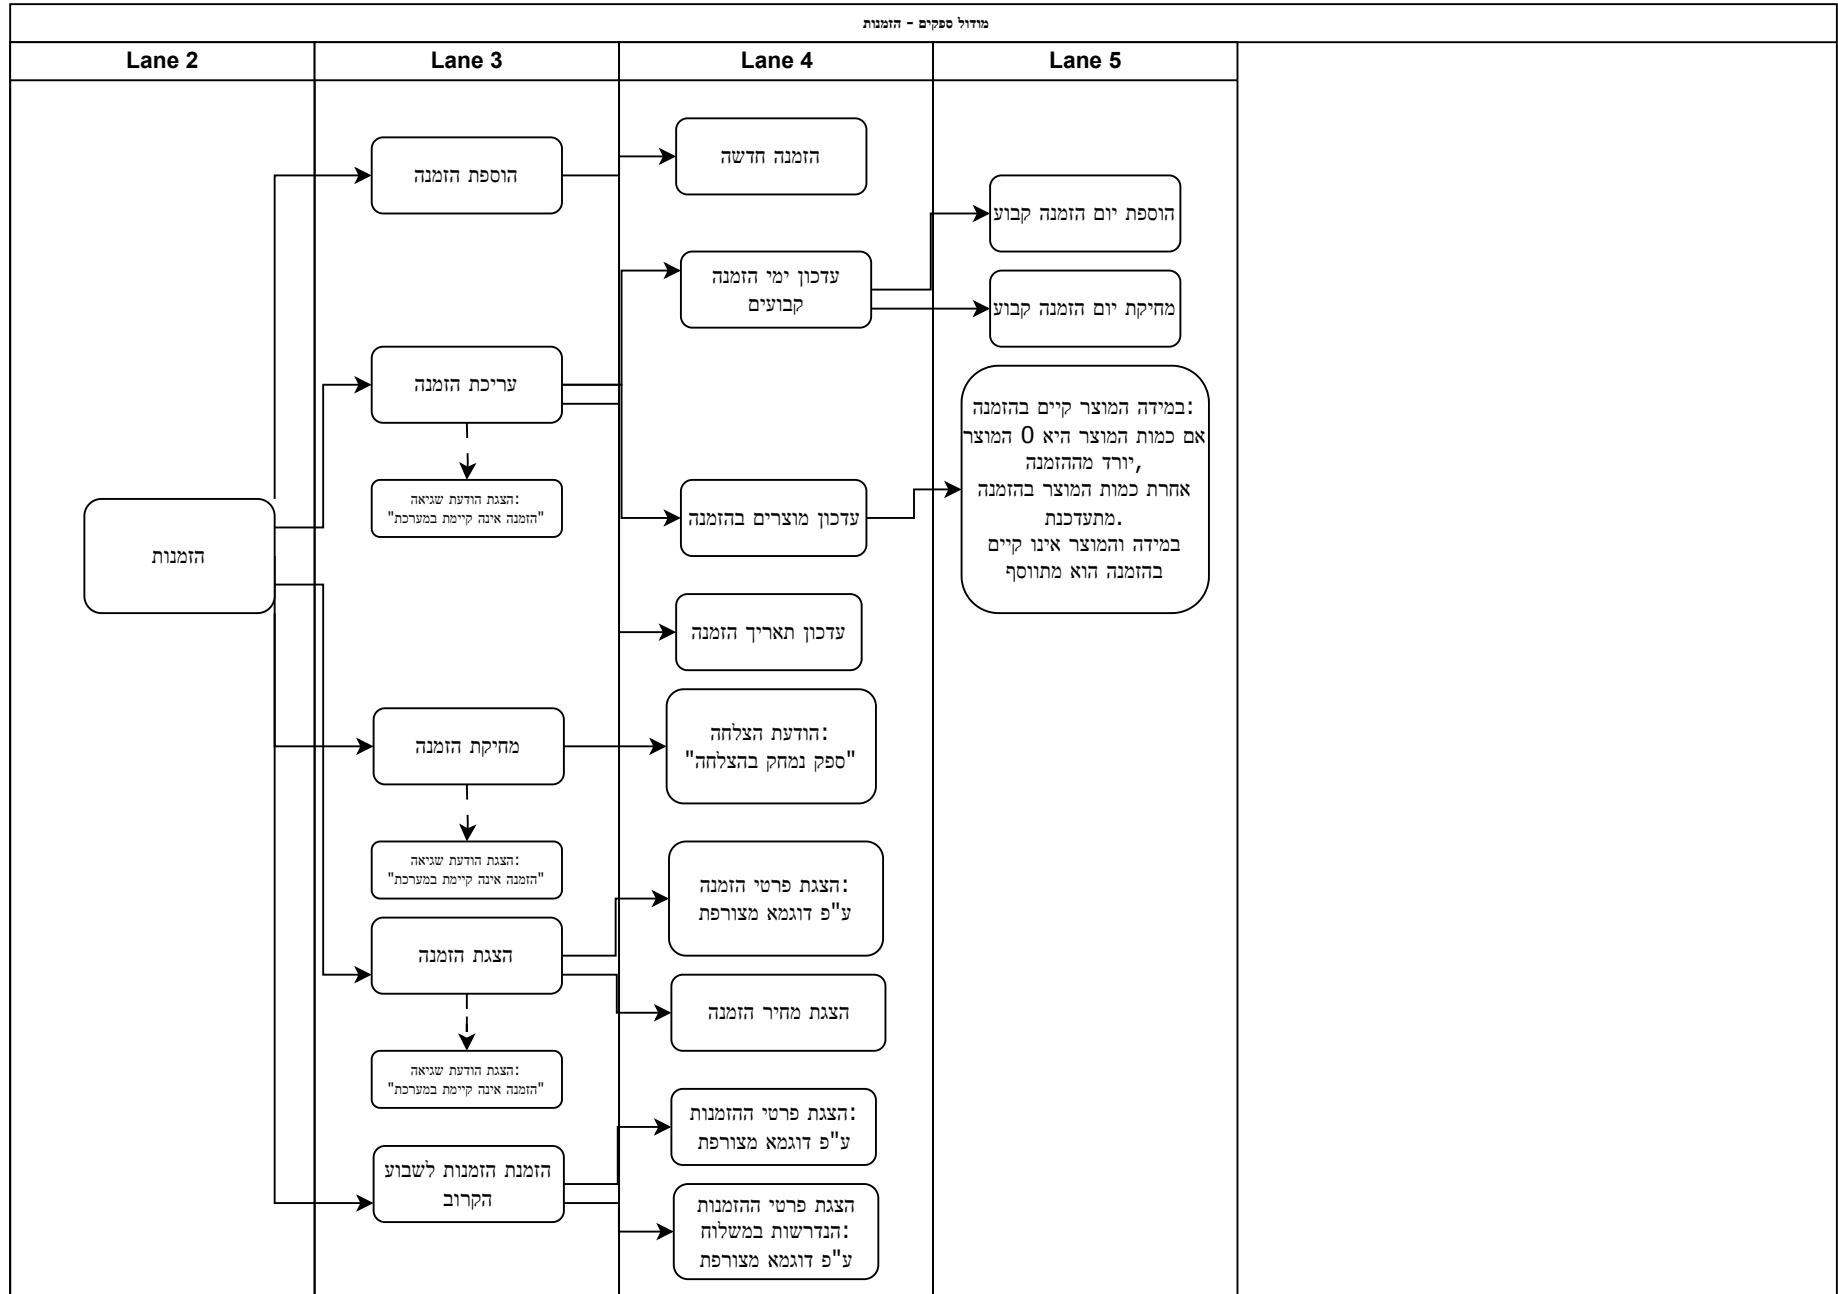 מודול ספקים - הזמנות
Lane 2
Lane 3
Lane 4
Lane 5
הזמנות
הוספת הזמנה
עריכת הזמנה
הצגת הודעת שגיאה:
"הזמנה אינה קיימת במערכת"
מחיקת הזמנה
הצגת הודעת שגיאה:
"הזמנה אינה קיימת במערכת"
הצגת הזמנה
הצגת הודעת שגיאה:
"הזמנה אינה קיימת במערכת"
הזמנת הזמנות לשבוע
הקרוב
הזמנה חדשה
עדכון ימי הזמנה
קבועים
עדכון מוצרים בהזמנה
עדכון תאריך הזמנה
הודעת הצלחה:
"ספק נמחק בהצלחה"
הצגת פרטי הזמנה:
ע"פ דוגמא מצורפת
הצגת מחיר הזמנה
הצגת פרטי ההזמנות:
ע"פ דוגמא מצורפת
הצגת פרטי ההזמנות
הנדרשות במשלוח:
ע"פ דוגמא מצורפת
הוספת יום הזמנה קבוע
מחיקת יום הזמנה קבוע
במידה המוצר קיים בהזמנה:
אם כמות המוצר היא 0 המוצר
יורד מההזמנה,
אחרת כמות המוצר בהזמנה
מתעדכנת.
במידה והמוצר אינו קיים
בהזמנה הוא מתווסף